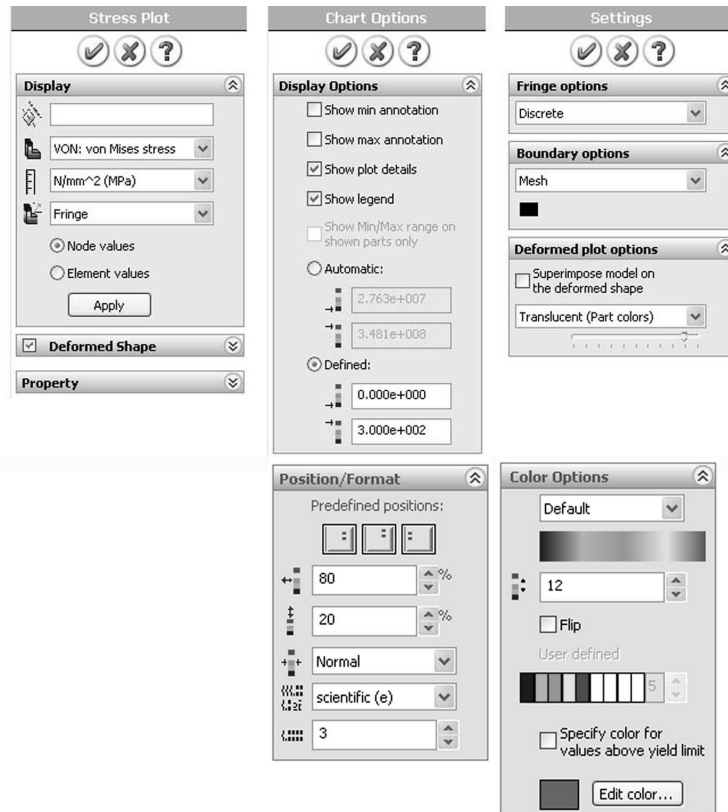 Stress Plot
?
Display
VON: von Mises stress
N/mm^2 (MPa)
Fringe
Node values
Element values
Apply
Deformed Shape
Property
Chart Options
?
Display Options
Show min annotation
Show max annotation
Show plot details
Show legend
Show Min/Max range on
shown parts only
Automatic:
2.763e+007
3.481e+008
Defined:
0.000e+000
3.000e+002
Settings
?
Fringe options
Discrete
Boundary options
Mesh
Deformed plot options
Superimpose model on
the deformed shape
Translucent (Part colors)
Position/Format
Predefined positions:
80 %
20 %
Normal
scientific (e)
3
Color Options
Default
12
Flip
User defined
5
Specify color for
values above yield limit
Edit color...